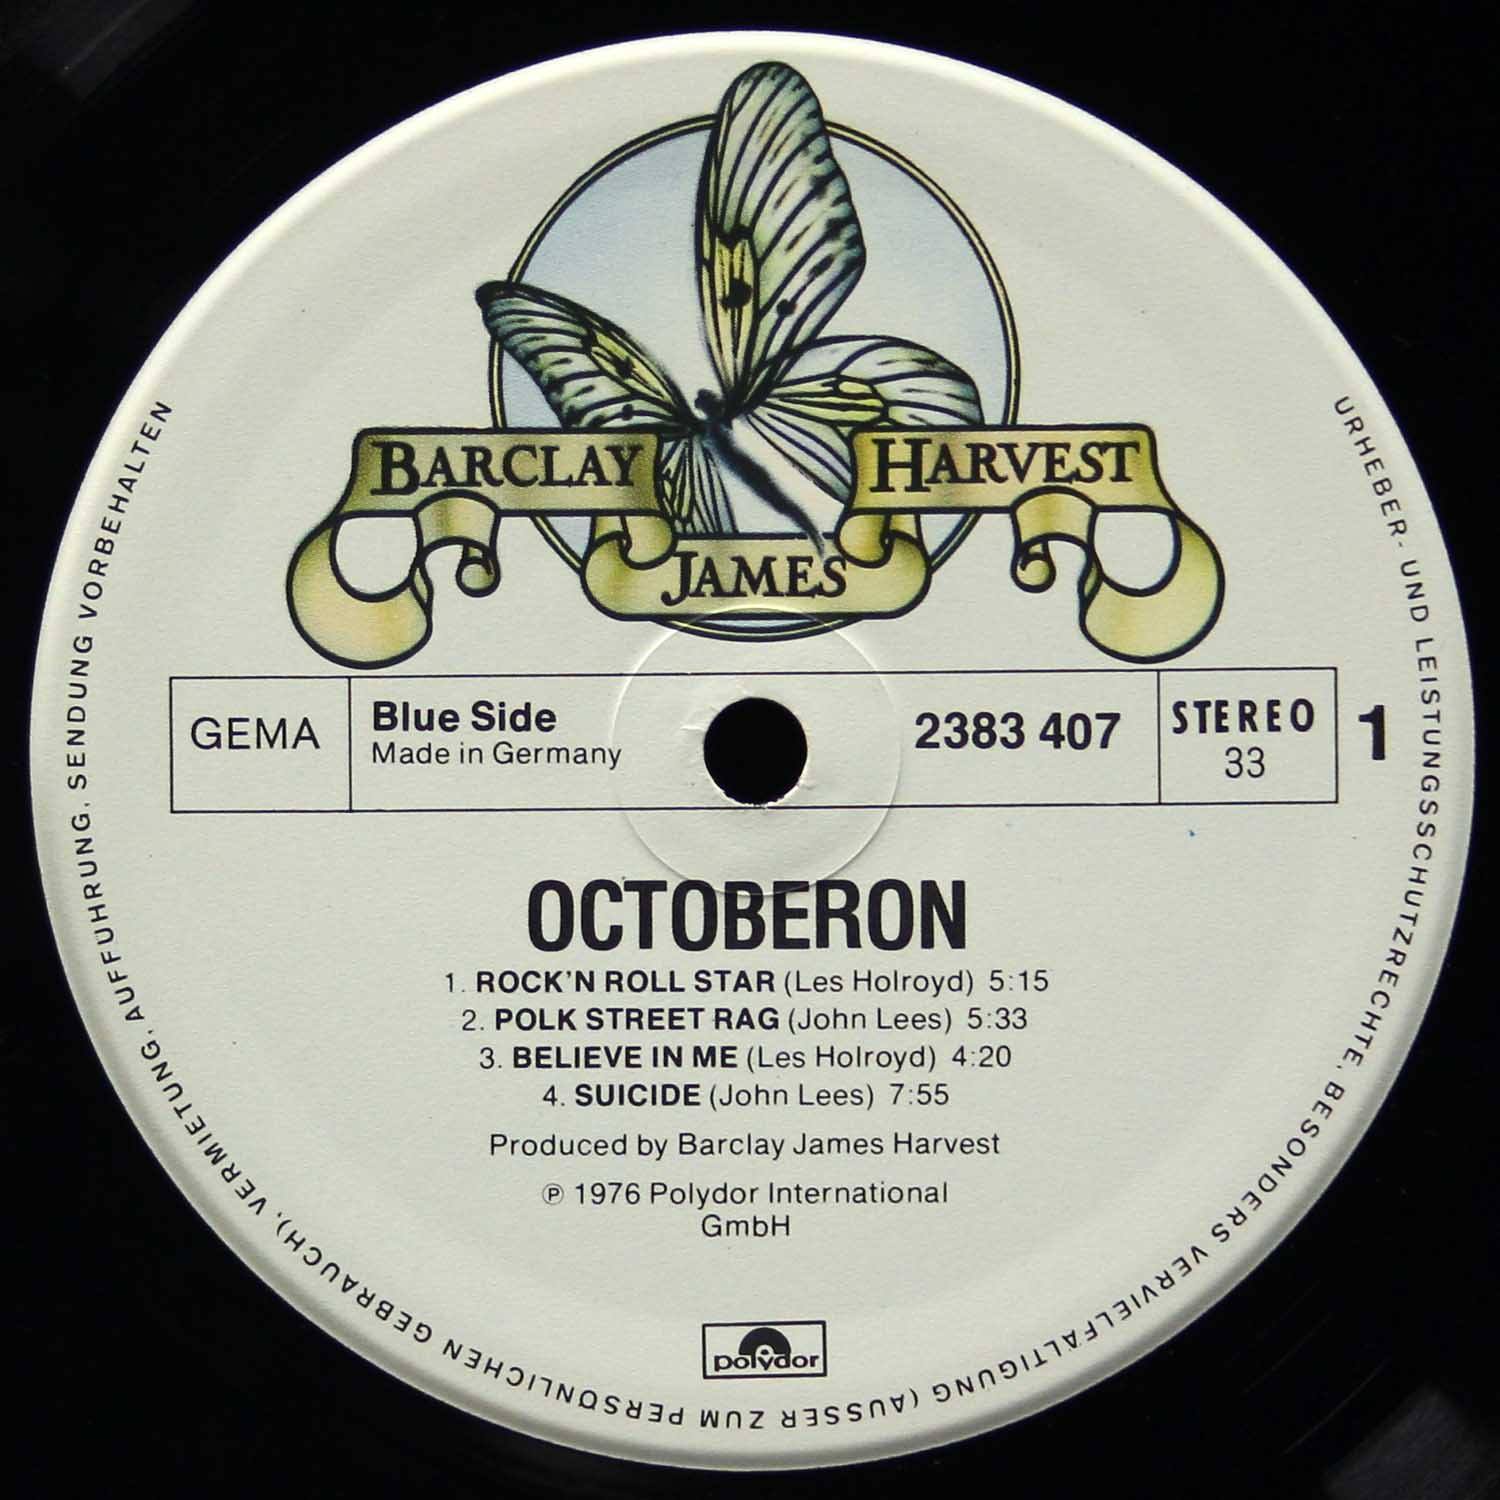 BARCLAY
JAMES
HARVEST
GEMA
Blue Side
Made in Germany
2383 407
STEREO
33
1
OCTOBERON
1. ROCK'N ROLL STAR (Les Holroyd) 5:15
2. POLK STREET RAG (John Lees) 5:33
3. BELIEVE IN ME (Les Holroyd) 4:20
4. SUICIDE (John Lees) 7:55
Produced by Barclay James Harvest
℗ 1976 Polydor International
GmbH
polydor
URHEBER- UND LEISTUNGSSCHUTZRECHTE, BESONDERS VERVIELFÄLTIGUNG (AUSSER ZUM PERSÖNLICHEN GEBRAUCH), VERMIETUNG, AUFFÜHRUNG, SENDUNG VORBEHALTEN